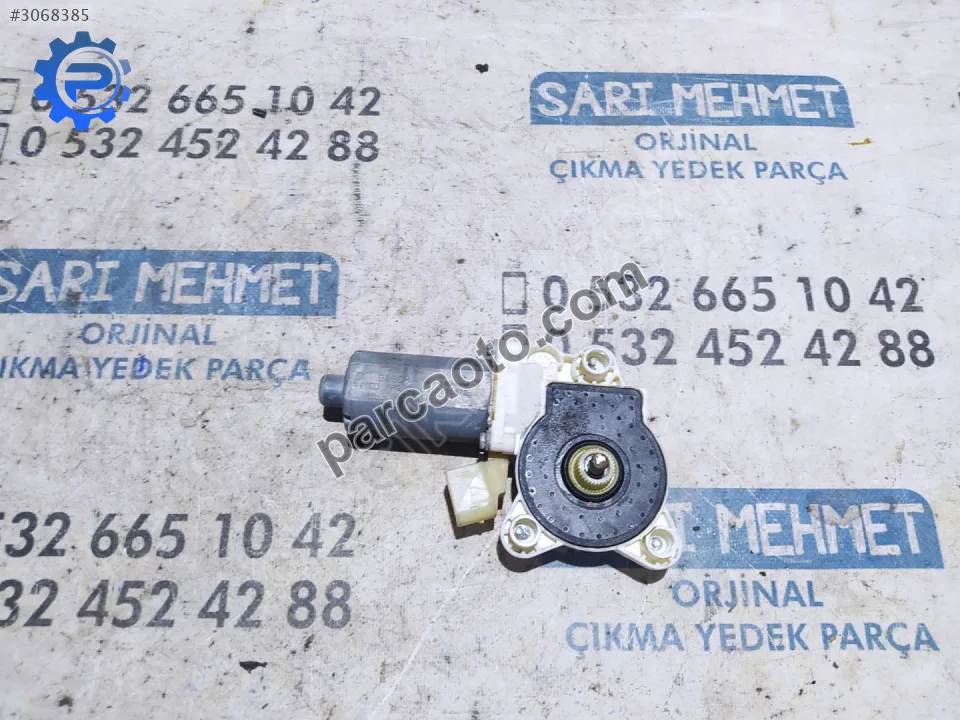 #3068385
0 532 665 10 42
0 532 452 42 88
SARI MEHMET
ORJİNAL
ÇIKMA YEDEK PARÇA
SARI MEHMET
ORJİNAL
ÇIKMA YEDEK PARÇA
0 532 665 10 42
0 532 452 42 88
parcaoto.com
532 665 10 42
532 452 42 88
SARI MEHMET
ORJİNAL
ÇIKMA YEDEK PARÇA